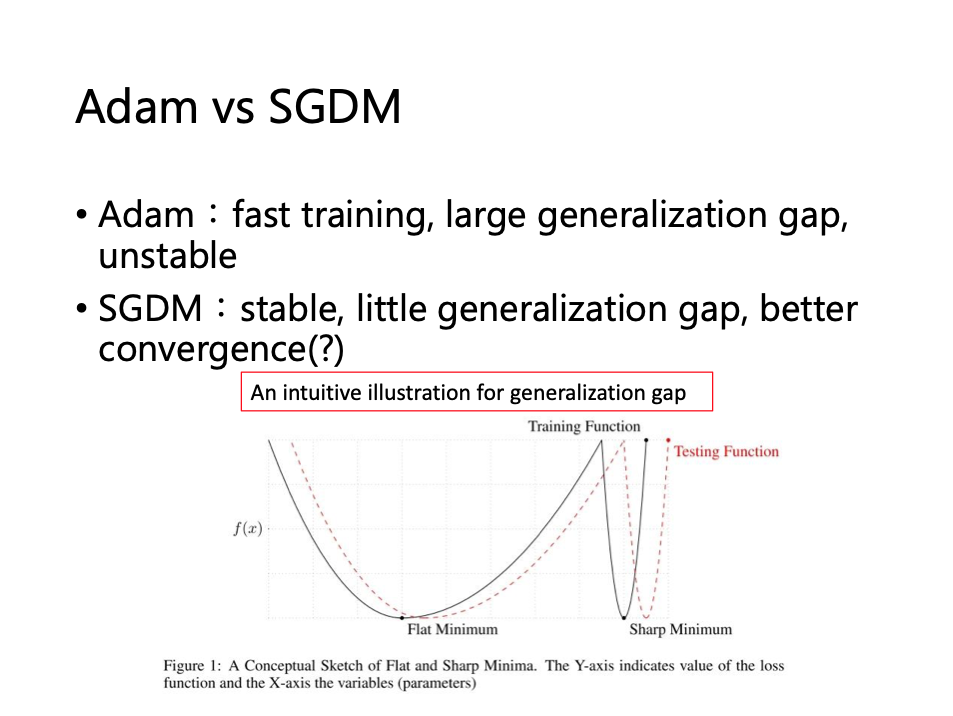 Adam vs SGDM
• Adam：fast training, large generalization gap,
unstable
• SGDM：stable, little generalization gap, better
convergence(?)
An intuitive illustration for generalization gap
Training Function
Testing Function
f(x)
Flat Minimum
Sharp Minimum
Figure 1: A Conceptual Sketch of Flat and Sharp Minima. The Y-axis indicates value of the loss
function and the X-axis the variables (parameters)